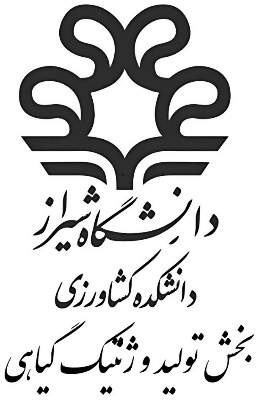 دانشگاه شیراز
دانشکده کشاورزی
بخش تولید و ژنتیک گیاهی